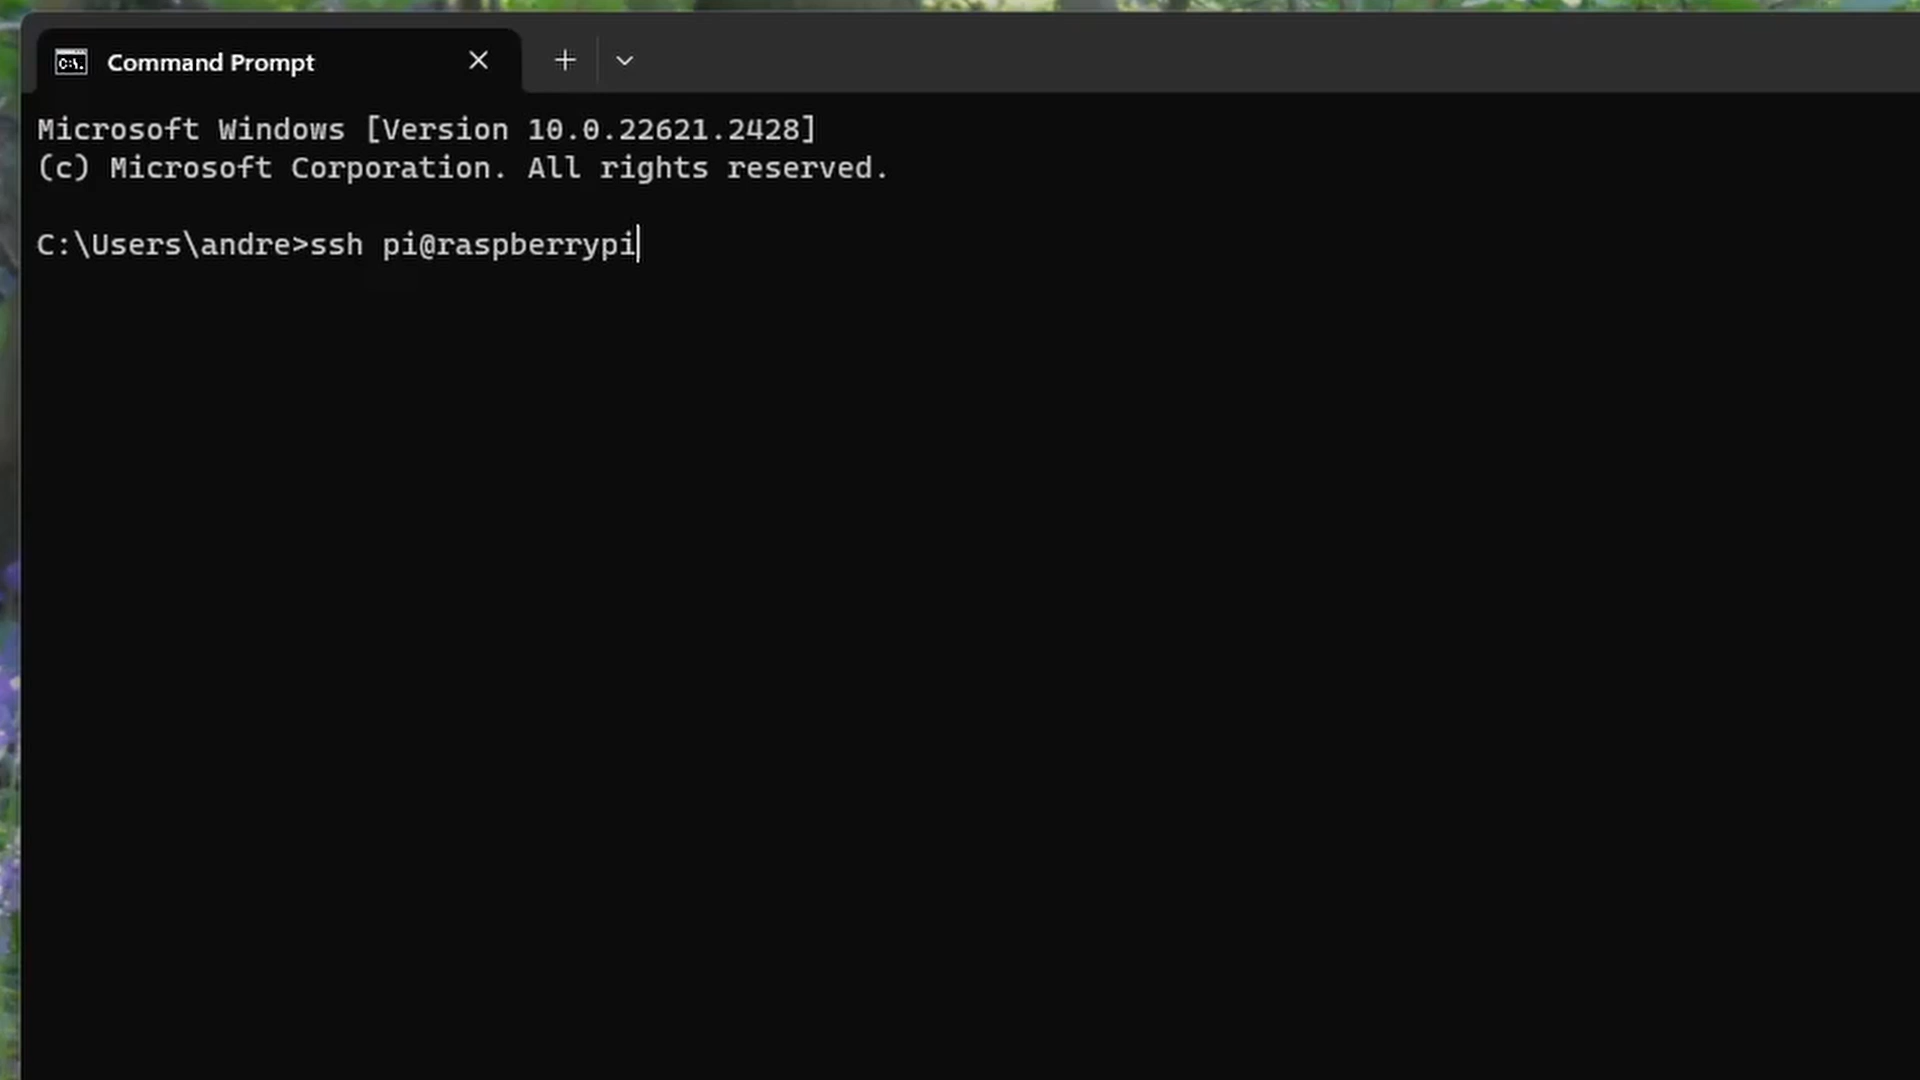 Command Prompt
Microsoft Windows [Version 10.0.22621.2428]
(c) Microsoft Corporation. All rights reserved.
C:\Users\andre>ssh pi@raspberrypi